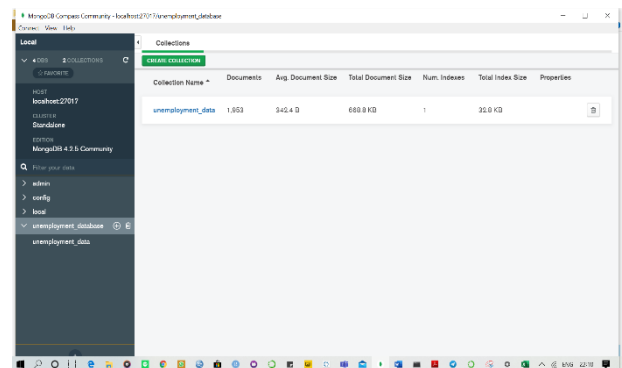 MongoDB Compass Community - localhost:27017/unemployment_database
Connect View Help
Local
4 DBS 2 COLLECTIONS
FAVORITE
HOST
localhost:27017
CLUSTER
Standalone
EDITION
MongoDB 4.2.5 Community
Filter your data
admin
config
local
unemployment_database
unemployment_data
Collections
CREATE COLLECTION
Collection Name Documents Avg. Document Size Total Document Size Num. Indexes Total Index Size Properties
unemployment_data 1,953 342.4 B 668.8 KB 1 32.8 KB
ENG 22:18